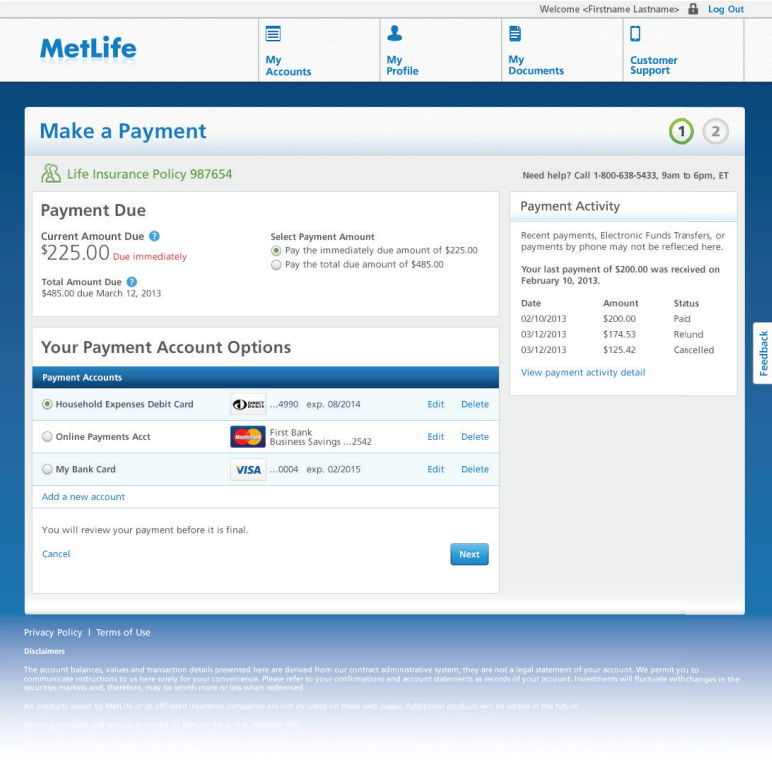 Welcome <Firstname Lastname> Log Out
MetLife
My
Accounts
My
Profile
My
Documents
Customer
Support
Make a Payment
1 2
Life Insurance Policy 987654
Need help? Call 1-800-638-5433, 9am to 6pm, ET
Payment Due
Current Amount Due ?
$225.00 Due immediately
Total Amount Due ?
$485.00 due March 12, 2013
Select Payment Amount
Pay the immediately due amount of $225.00
Pay the total due amount of $485.00
Your Payment Account Options
Payment Accounts
Household Expenses Debit Card ...4990 exp. 08/2014 Edit Delete
Online Payments Acct MasterCard First Bank
Business Savings ...2542 Edit Delete
My Bank Card VISA ...0004 exp. 02/2015 Edit Delete
Add a new account
You will review your payment before it is final.
Cancel Next
Payment Activity
Recent payments, Electronic Funds Transfers, or
payments by phone may not be reflected here.
Your last payment of $200.00 was received on
February 10, 2013.
Date Amount Status
02/10/2013 $200.00 Paid
03/12/2013 $174.53 Refund
03/12/2013 $125.42 Cancelled
View payment activity detail
Feedback
Privacy Policy | Terms of Use
Disclaimers
The account balances, values and transaction details presented here are derived from our contract administrative system; they are not a legal statement of your account. We permit you to
communicate instructions to us here solely for your convenience. Please refer to your confirmations and account statements as records of your account. Investments will fluctuate with changes in the
securities markets and, therefore, may be worth more or less when redeemed.
All products issued by MetLife or its affiliated insurance companies are not included on these web pages. Additional products will be added in the future.